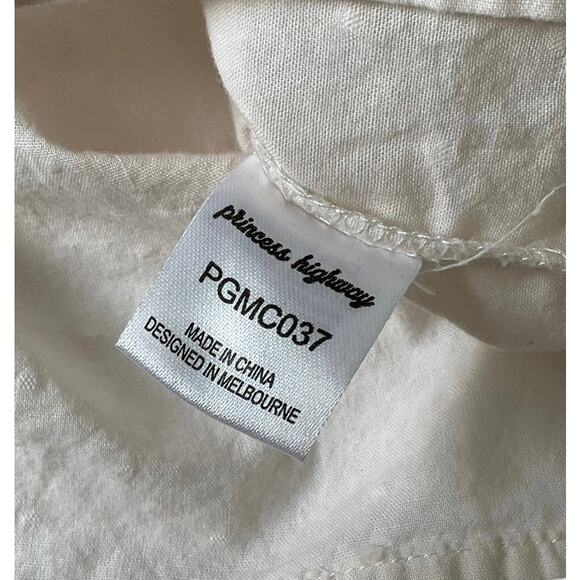 princess highway
PGMC037
MADE IN CHINA
DESIGNED IN MELBOURNE